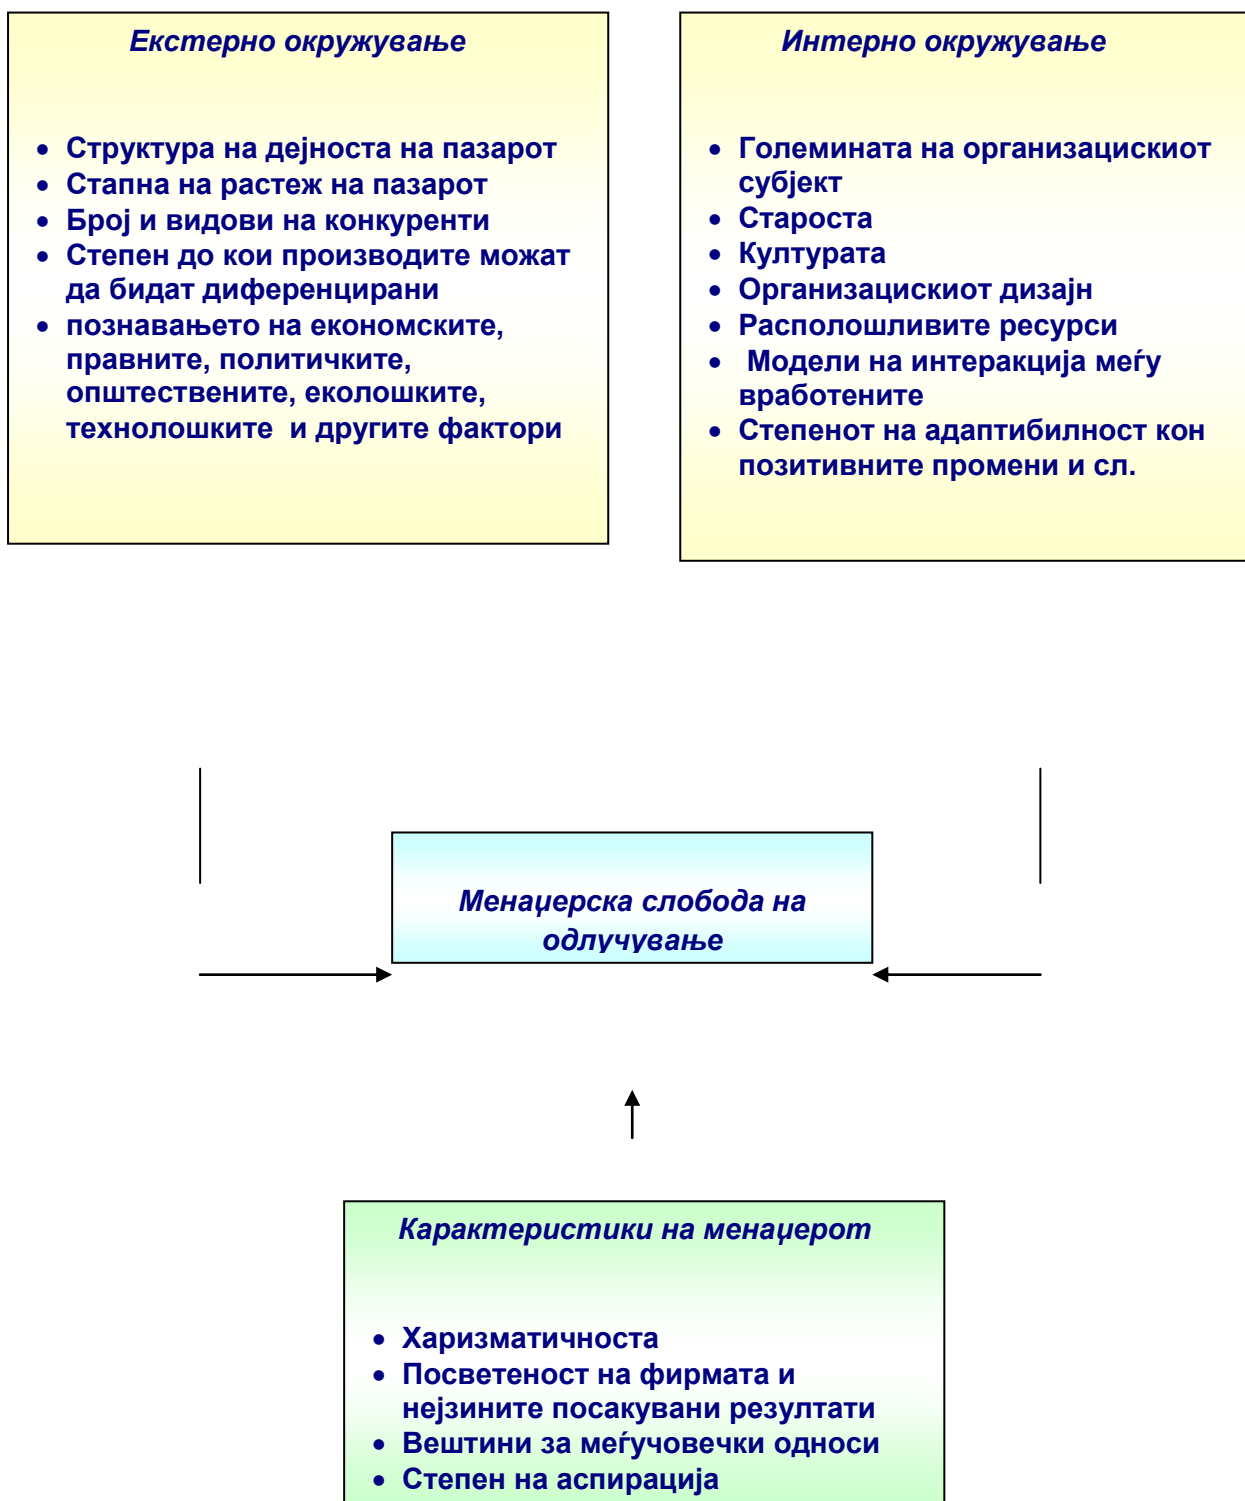 Екстерно окружување
• Структура на дејноста на пазарот
• Стапна на растеж на пазарот
• Број и видови на конкуренти
• Степен до кои производите можат
да бидат диференцирани
• познавањето на економските,
правните, политичките,
општествените, еколошките,
технолошките и другите фактори
Интерно окружување
• Големината на организацискиот
субјект
• Староста
• Културата
• Организацискиот дизајн
• Располошливите ресурси
• Модели на интеракција меѓу
вработените
• Степенот на адаптибилност кон
позитивните промени и сл.
Менаџерска слобода на
одлучување
Карактеристики на менаџерот
• Харизматичноста
• Посветеност на фирмата и
нејзините посакувани резултати
• Вештини за меѓучовечки односи
• Степен на аспирација